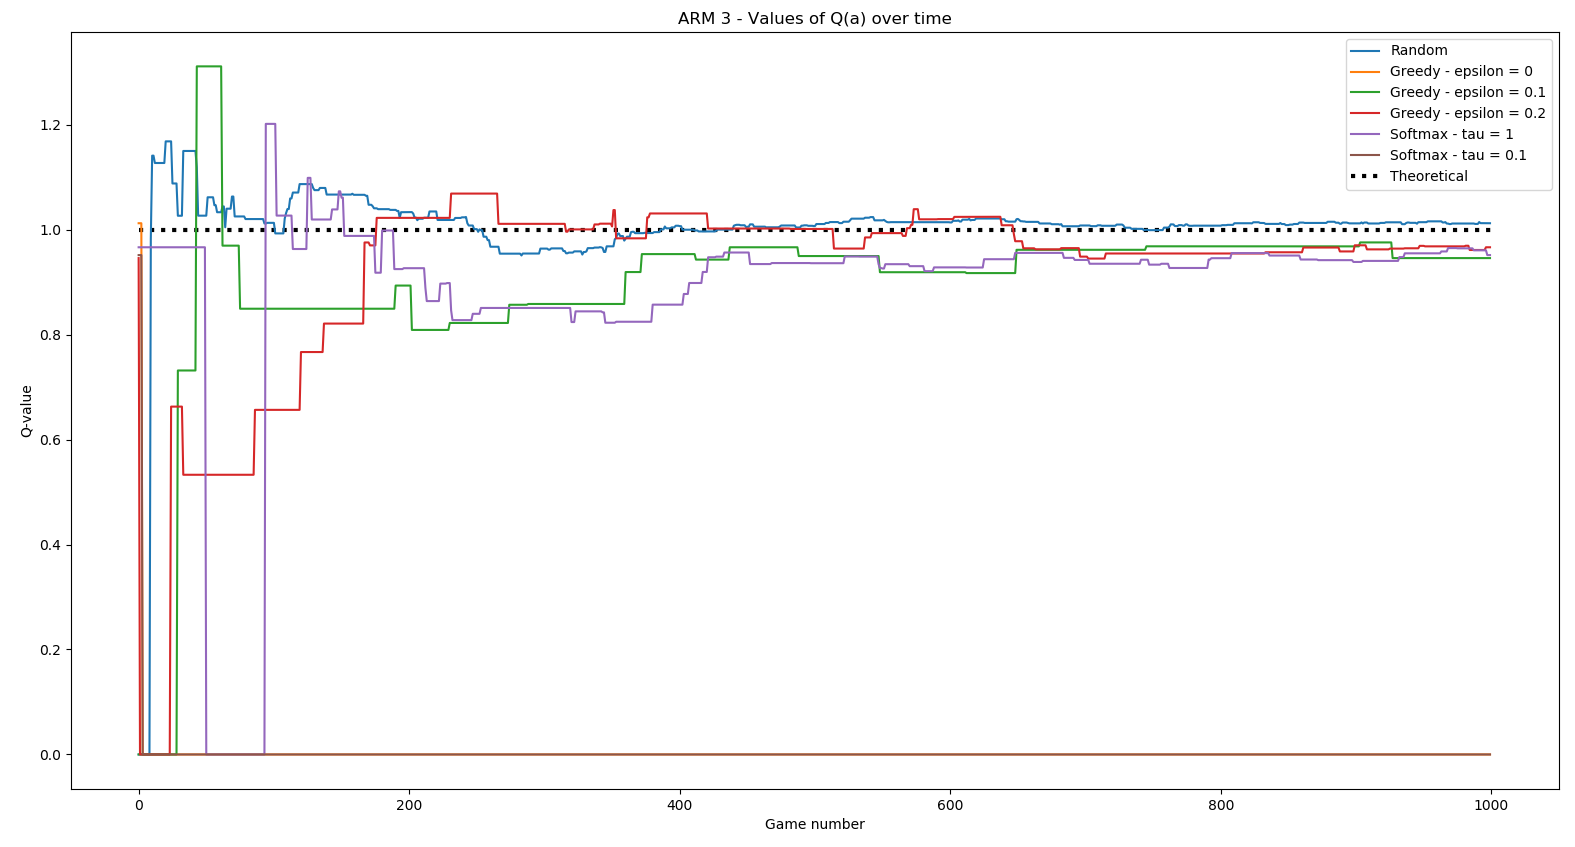 ARM 3 - Values of Q(a) over time
Random
Greedy - epsilon = 0
Greedy - epsilon = 0.1
Greedy - epsilon = 0.2
Softmax - tau = 1
Softmax - tau = 0.1
Theoretical
1.2
1.0
0.8
0.6
0.4
0.2
0.0
Q-value
0 200 400 600 800 1000
Game number